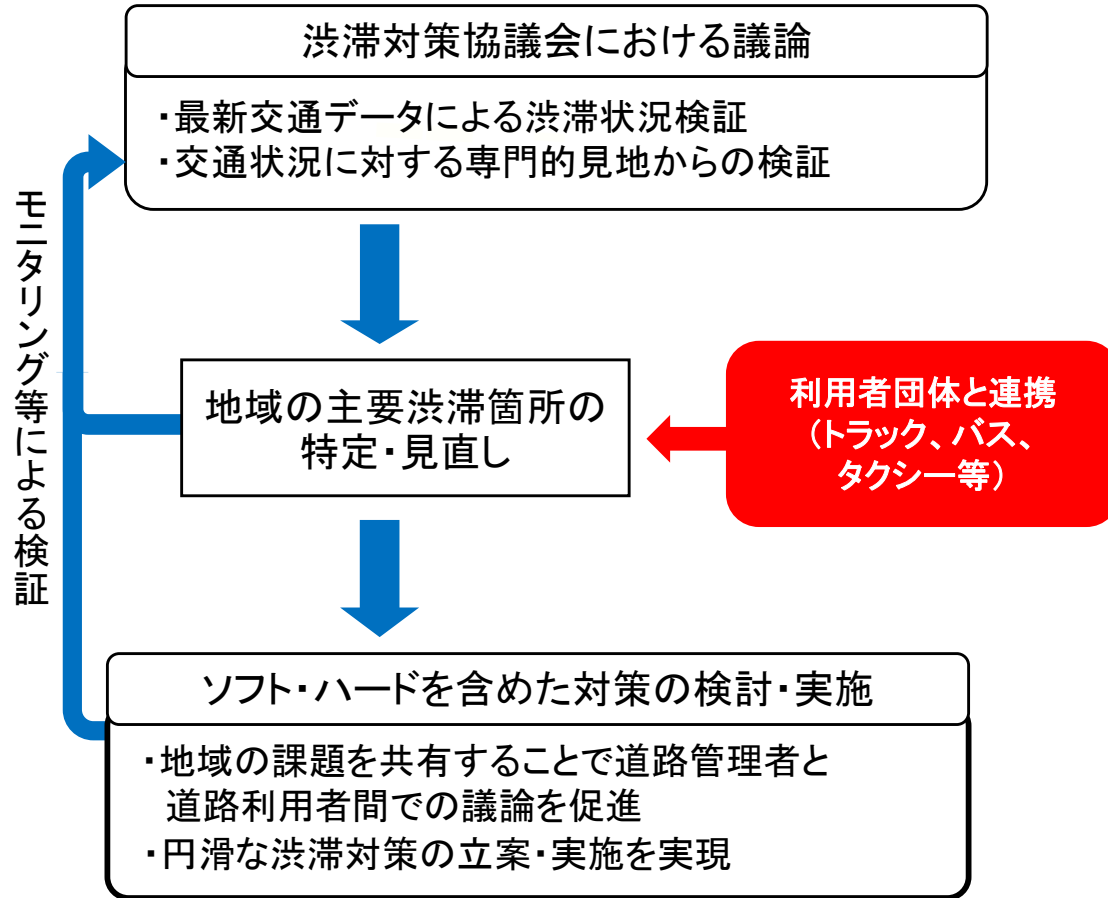 渋滞対策協議会における議論
・最新交通データによる渋滞状況検証
・交通状況に対する専門的見地からの検証
モニタリング等による検証
地域の主要渋滞箇所の
特定・見直し
利用者団体と連携
（トラック、バス、
タクシー等）
ソフト・ハードを含めた対策の検討・実施
・地域の課題を共有することで道路管理者と
道路利用者間での議論を促進
・円滑な渋滞対策の立案・実施を実現